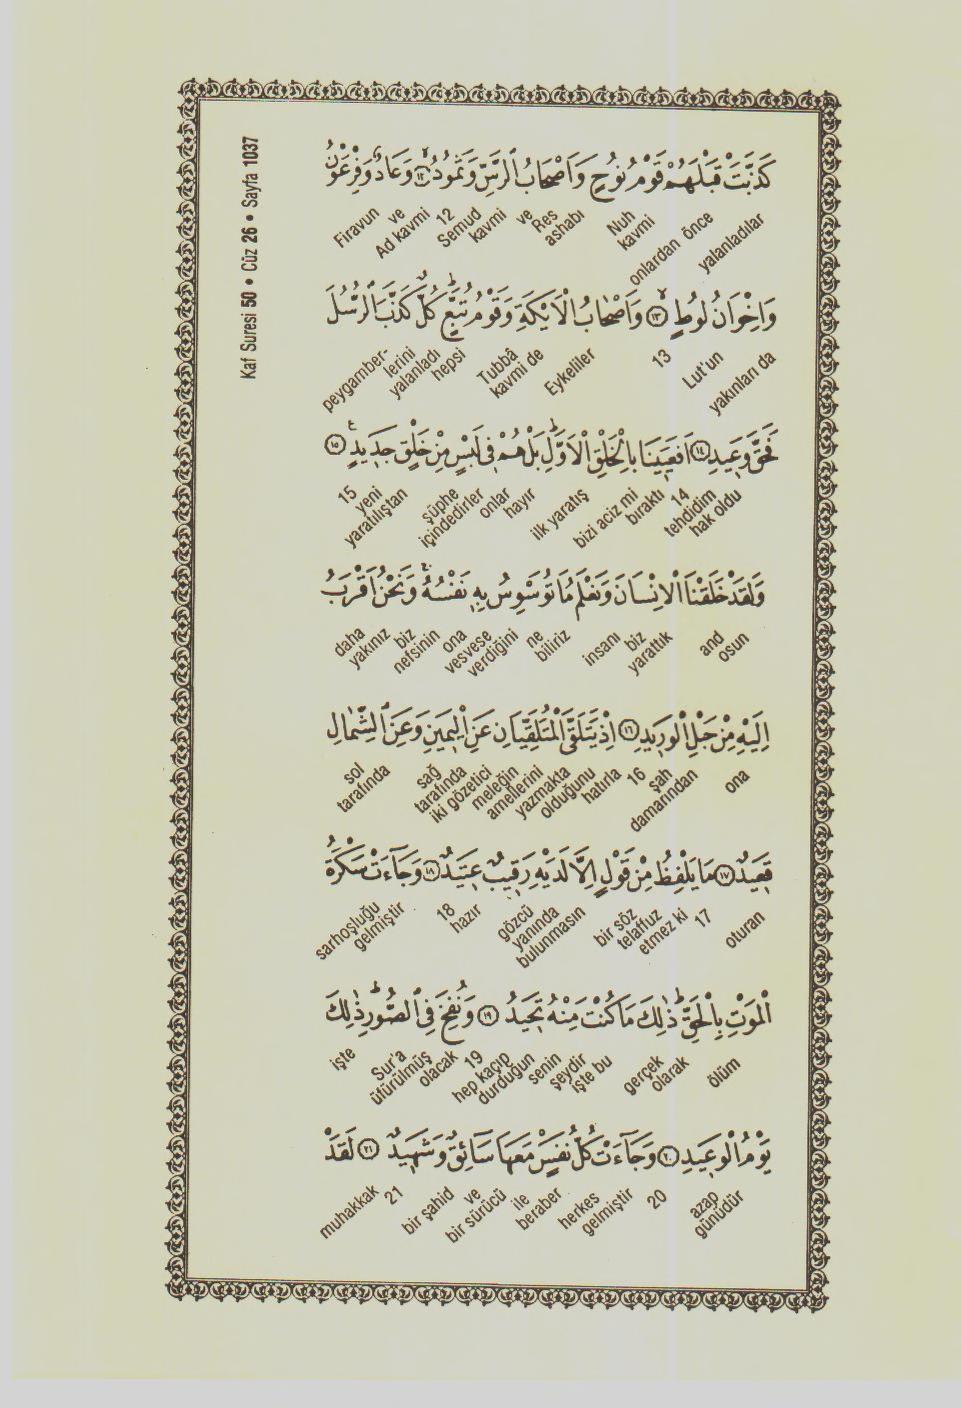 Kaf Suresi 50 • Cüz 26 • Sayfa 1037
كَذَّبَتْ قَبْلَهُمْ قَوْمُ نُوحٍ وَاَصْحَابُ الرَّسِّ وَثَمُودُ ﴿١٢﴾ وَعَادٌ وَفِرْعَوْنُ
yalanladılar onlardan önce Nuh kavmi Res ashabı ve Semud kavmi 12 Ad kavmi ve Firavun
وَاِخْوَانُ لُوطٍ ﴿١٣﴾ وَاَصْحَابُ الْاَيْكَةِ وَقَوْمُ تُبَّعٍ كُلٌّ كَذَّبَ الرُّسُلَ
yakınları da Lut'un 13 Eykeliler Tubbâ kavmi de hepsi yalanladı peygamber-lerini
فَحَقَّ وَعِيدِ ﴿١٤﴾ اَفَعَيِينَا بِالْخَلْقِ الْاَوَّلِ بَلْ هُمْ فِى لَبْسٍ مِنْ خَلْقٍ جَدِيدٍ ﴿١٥﴾
hak oldu tehdidim 14 bizi aciz mi bıraktı ilk yaratış hayır onlar şüphe içindedirler yeni yaratılıştan 15
وَلَقَدْ خَلَقْنَا الْاِنْسَانَ وَنَعْلَمُ مَا تُوَسْوِسُ بِهِ نَفْسُهُ وَنَحْنُ اَقْرَبُ
and osun yarattık biz insanı biliriz ne vesvese verdiğini ona nefsinin biz daha yakınız
اِلَيْهِ مِنْ حَبْلِ الْوَرِيدِ ﴿١٦﴾ اِذْ يَتَلَقَّى الْمُتَلَقِّيَانِ عَنِ الْيَمِينِ وَعَنِ الشِّمَالِ
ona şah damarından 16 hatırla yazmakta olduğunu amellerini iki gözetici meleğin sağ tarafında sol tarafında
قَعِيدٌ ﴿١٧﴾ مَا يَلْفِظُ مِنْ قَوْلٍ اِلَّا لَدَيْهِ رَقِيبٌ عَتِيدٌ ﴿١٨﴾ وَجَاءَتْ سَكْرَةُ
oturan 17 telaffuz etmez ki bir söz yanında bulunmasın gözcü hazır 18 gelmiştir sarhoşluğu
الْمَوْتِ بِالْحَقِّ ذٰلِكَ مَا كُنْتَ مِنْهُ تَحِيدُ ﴿١٩﴾ وَنُفِخَ فِى الصُّورِ ذٰلِكَ
ölüm gerçek olarak işte bu şeydir senin hep kaçıp durduğun 19 Sur'a üfürülmüş olacak işte
يَوْمُ الْوَعِيدِ ﴿٢٠﴾ وَجَاءَتْ كُلُّ نَفْسٍ مَعَهَا سَائِقٌ وَشَهِيدٌ ﴿٢١﴾ لَقَدْ
azap günüdür 20 gelmiştir herkes beraber ile bir sürücü ve bir şahid 21 muhakkak